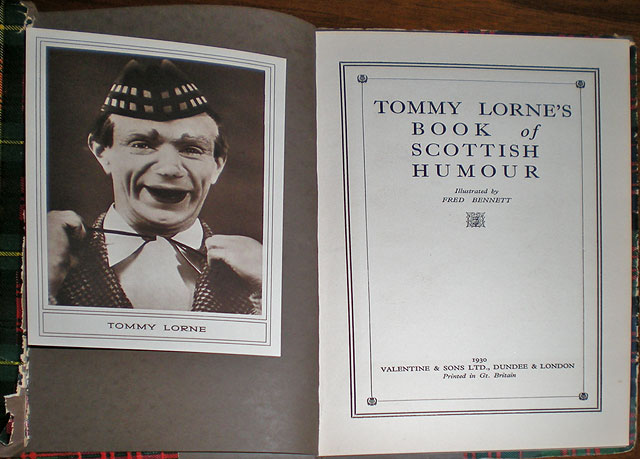 TOMMY LORNE
TOMMY LORNE'S
BOOK of
SCOTTISH
HUMOUR
Illustrated by
FRED BENNETT
1930
VALENTINE & SONS LTD., DUNDEE & LONDON
Printed in Gt. Britain